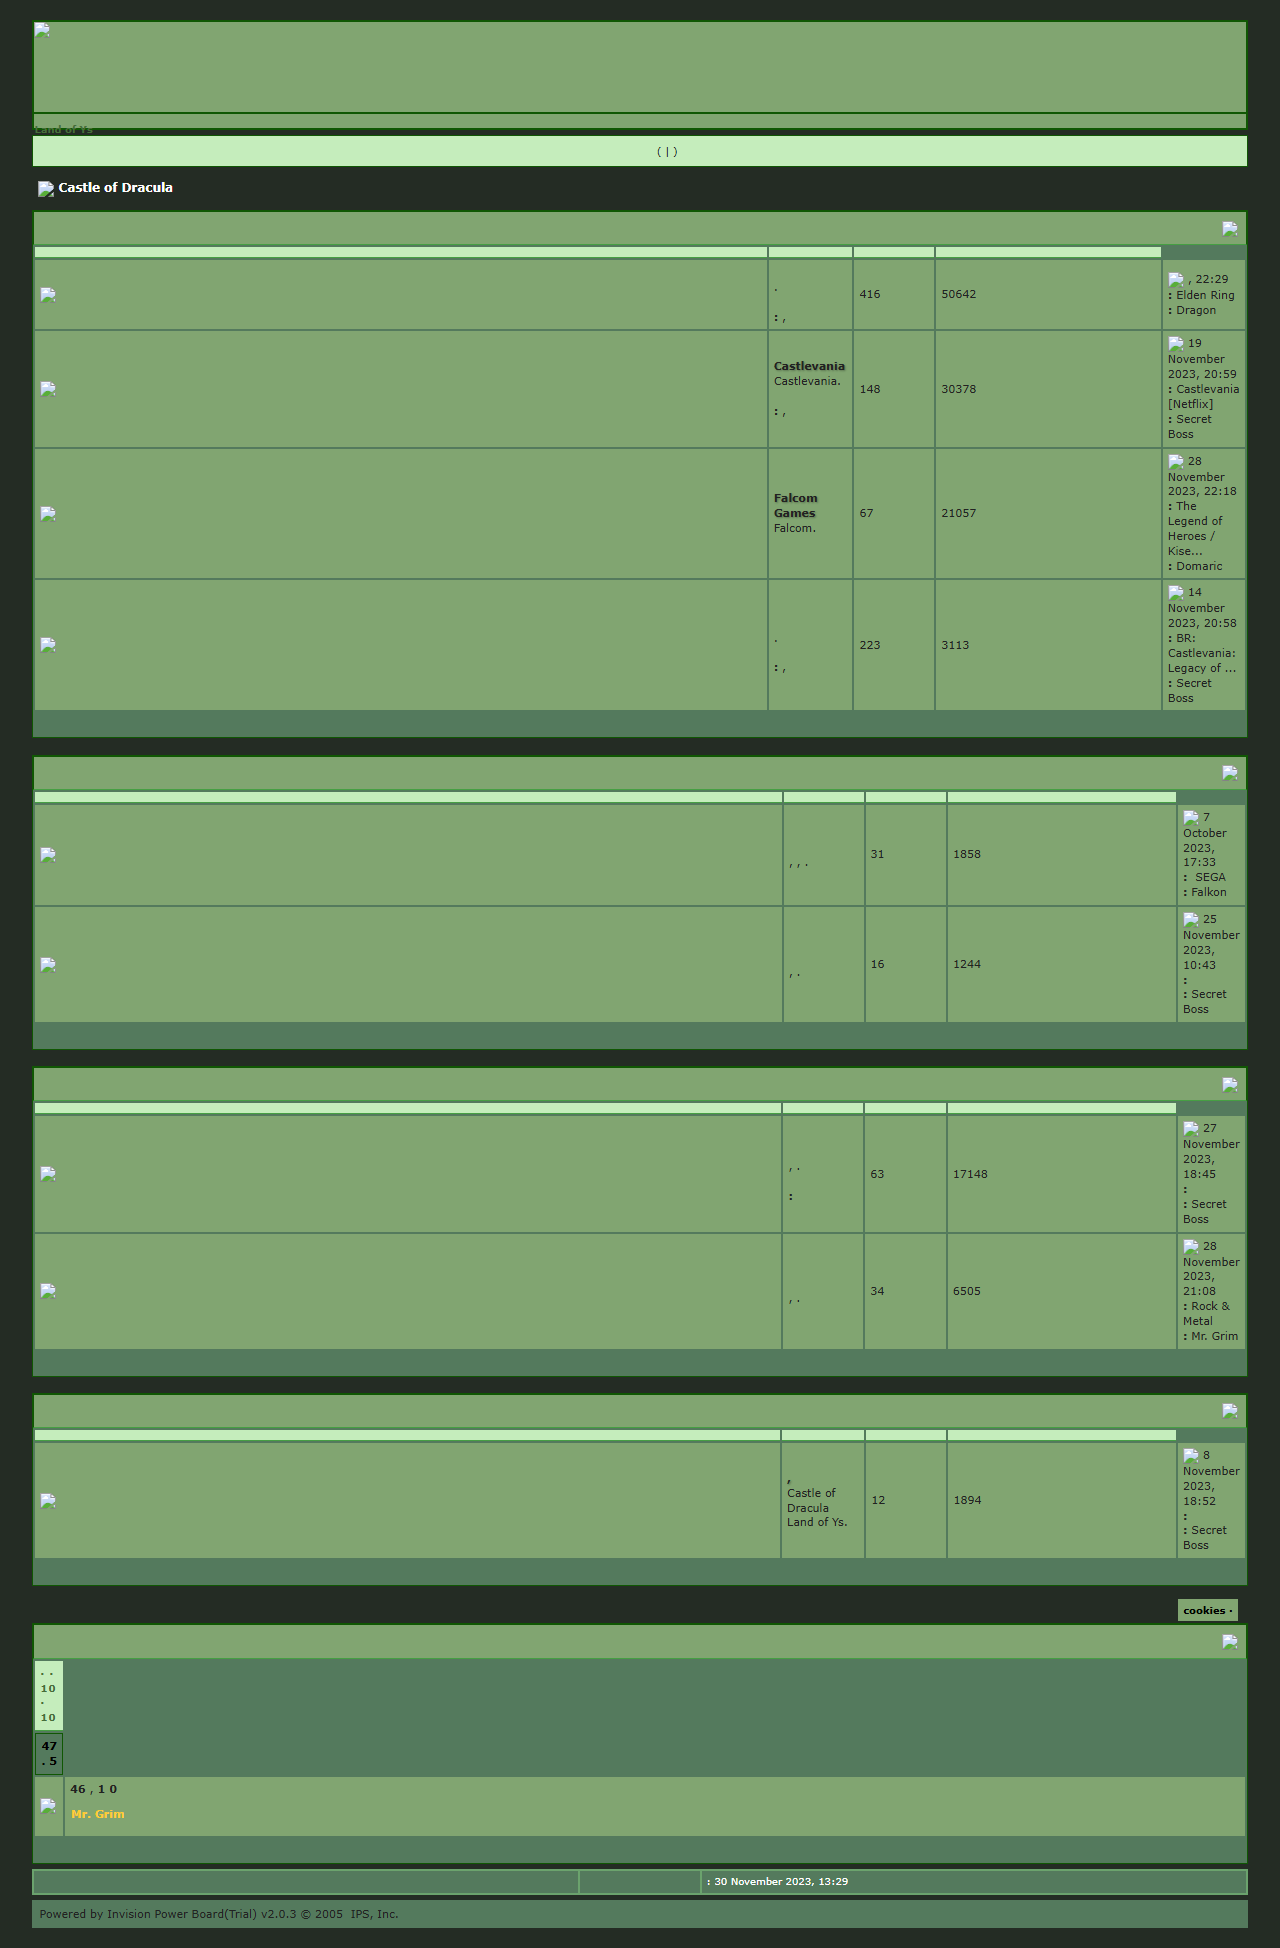 Land of Ys
( | )
Castle of Dracula
.
: ,
416
50642
, 22:29
: Elden Ring
: Dragon
Castlevania
Castlevania.
: ,
148
30378
19
November
2023, 20:59
: Castlevania
[Netflix]
: Secret
Boss
Falcom
Games
Falcom.
67
21057
28
November
2023, 22:18
: The
Legend of
Heroes /
Kise...
: Domaric
.
: ,
223
3113
14
November
2023, 20:58
: BR:
Castlevania:
Legacy of ...
: Secret
Boss
, , .
31
1858
7
October
2023,
17:33
: SEGA
: Falkon
, .
16
1244
25
November
2023,
10:43
:
: Secret
Boss
, .
:
63
17148
27
November
2023,
18:45
:
: Secret
Boss
, .
34
6505
28
November
2023,
21:08
: Rock &
Metal
: Mr. Grim
,
Castle of
Dracula
Land of Ys.
12
1894
8
November
2023,
18:52
:
: Secret
Boss
cookies ·
· ·
10
·
10
47
. 5
46 , 1 0
Mr. Grim
: 30 November 2023, 13:29
Powered by Invision Power Board(Trial) v2.0.3 © 2005 IPS, Inc.